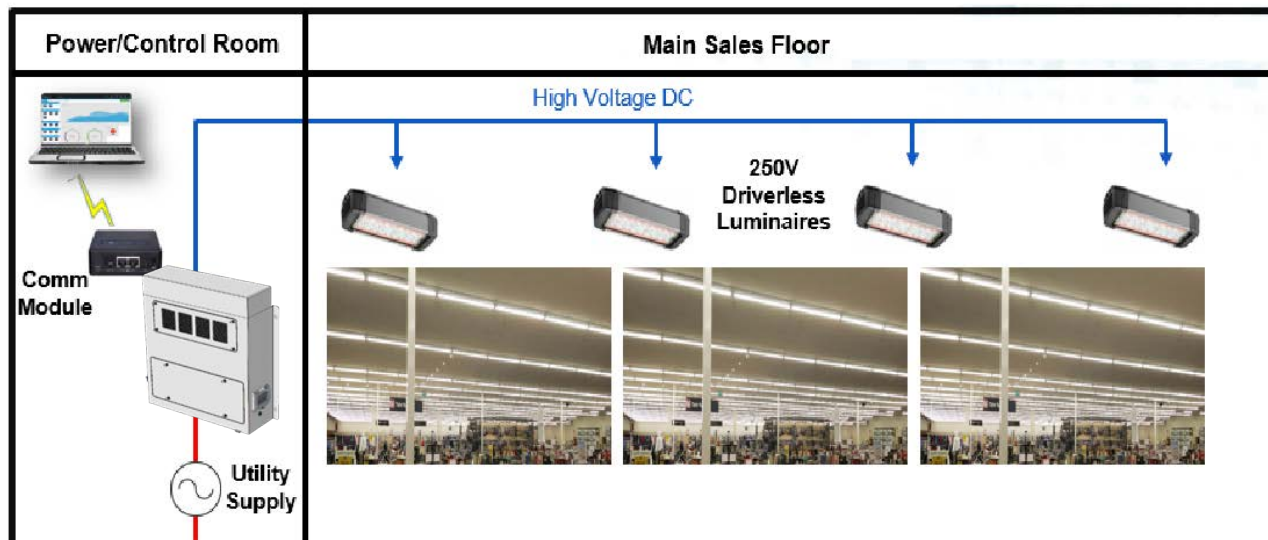 Power/Control Room
Main Sales Floor
High Voltage DC
250V
Driverless
Luminaires
Comm
Module
Utility
Supply